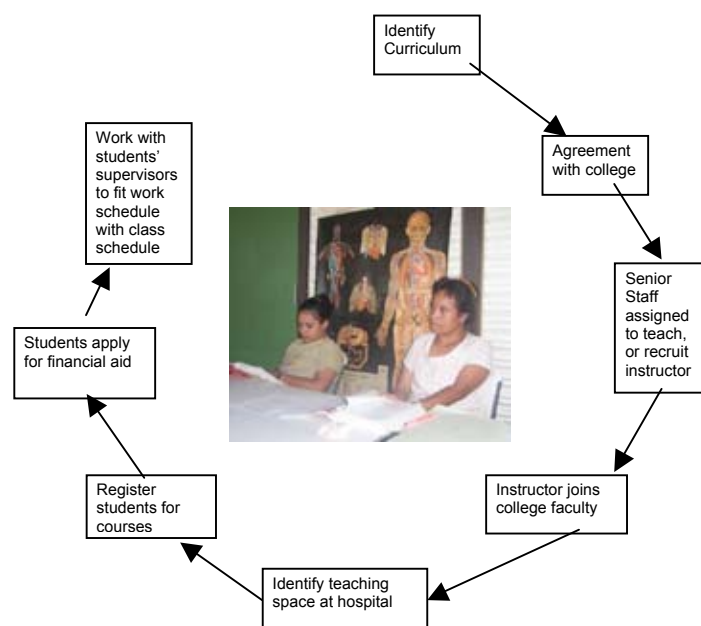 Identify
Curriculum
Agreement
with college
Senior
Staff
assigned
to teach,
or recruit
instructor
Instructor joins
college faculty
Identify teaching
space at hospital
Register
students for
courses
Students apply
for financial aid
Work with
students’
supervisors
to fit work
schedule
with class
schedule